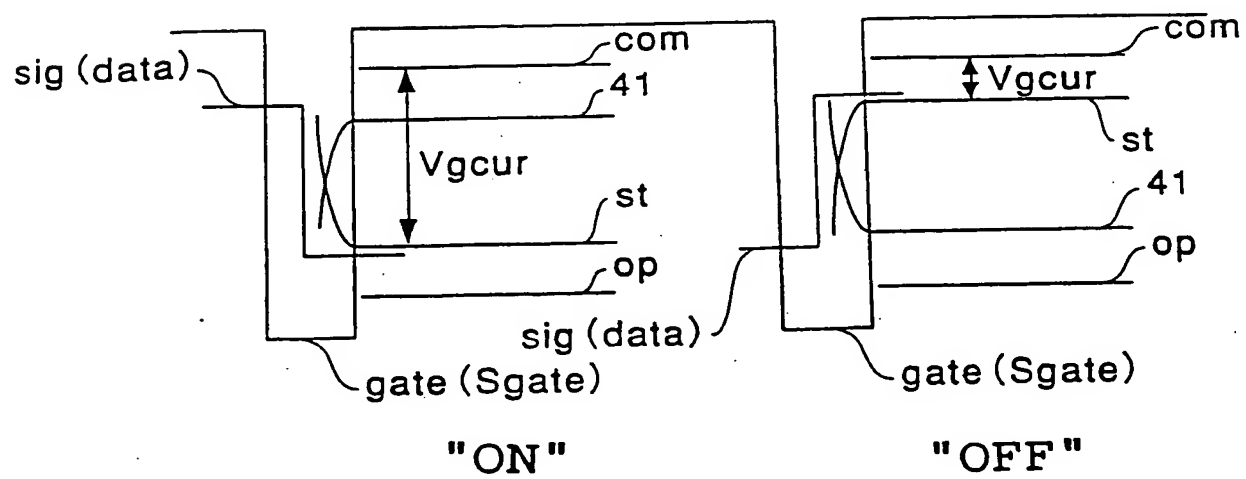 com
sig (data)
41
Vgcur
st
op
gate (Sgate)
"ON"
com
Vgcur
st
41
op
sig (data)
gate (Sgate)
"OFF"